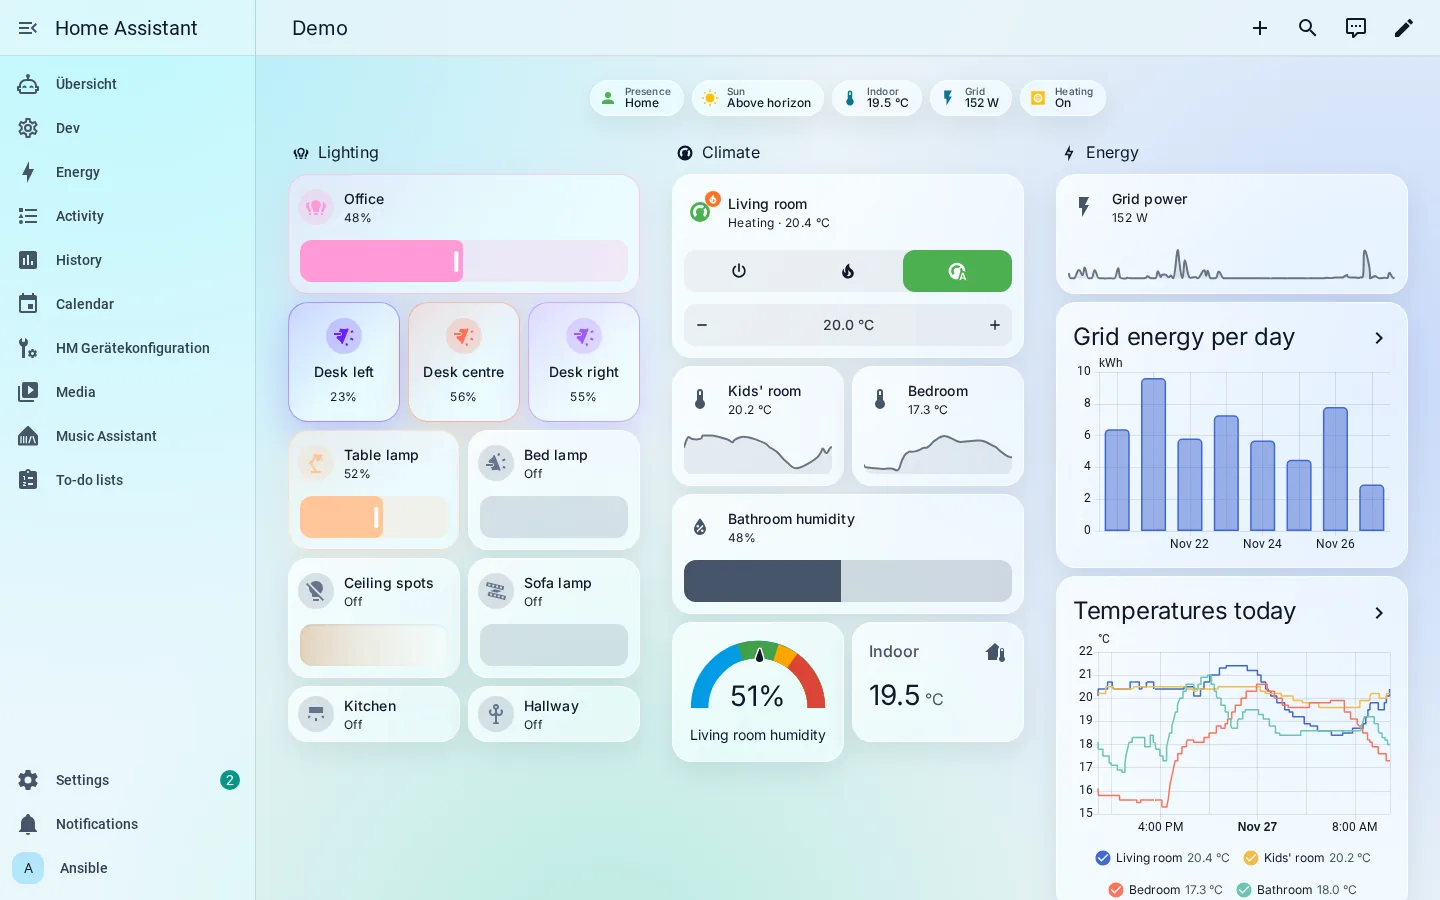 Home Assistant
Demo
Übersicht
Dev
Energy
Activity
History
Calendar
HM Gerätekonfiguration
Media
Music Assistant
To-do lists
Settings
2
Notifications
A
Ansible
Presence
Home
Sun
Above horizon
Indoor
19.5 °C
Grid
152 W
Heating
On
Lighting
Office
48%
Desk left
23%
Desk centre
56%
Desk right
55%
Table lamp
52%
Bed lamp
Off
Ceiling spots
Off
Sofa lamp
Off
Kitchen
Off
Hallway
Off
Climate
Living room
Heating · 20.4 °C
A
20.0 °C
Kids' room
20.2 °C
Bedroom
17.3 °C
Bathroom humidity
48%
51%
Living room humidity
Indoor
19.5 °C
Energy
Grid power
152 W
Grid energy per day
kWh
10
8
6
4
2
0
Nov 22 Nov 24 Nov 26
Temperatures today
°C
22
21
20
19
18
17
16
15
4:00 PM Nov 27 8:00 AM
Living room 20.4 °C Kids' room 20.2 °C
Bedroom 17.3 °C Bathroom 18.0 °C